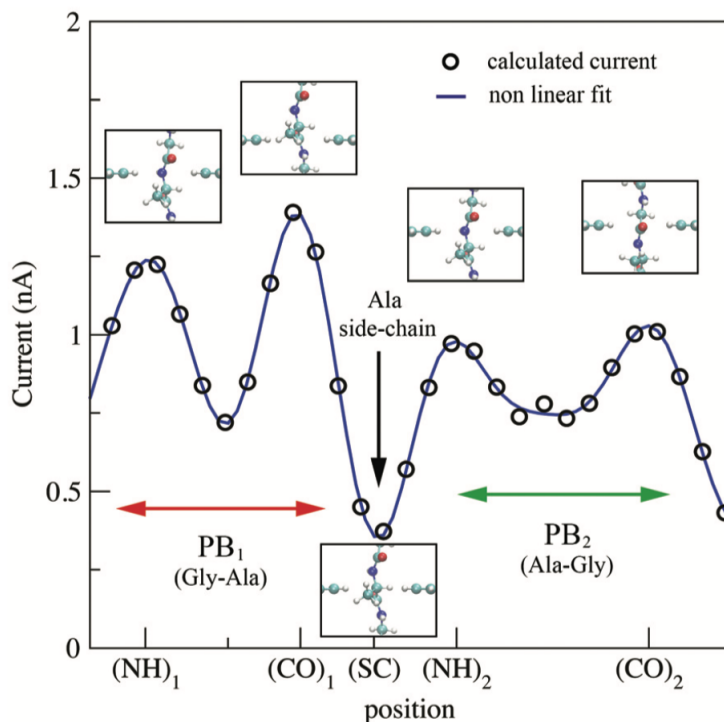 2
1.5
1
0.5
0
Current (nA)
calculated current
non linear fit
Ala
side-chain
PB₁
(Gly-Ala)
PB₂
(Ala-Gly)
(NH)₁
(CO)₁
(SC)
(NH)₂
(CO)₂
position